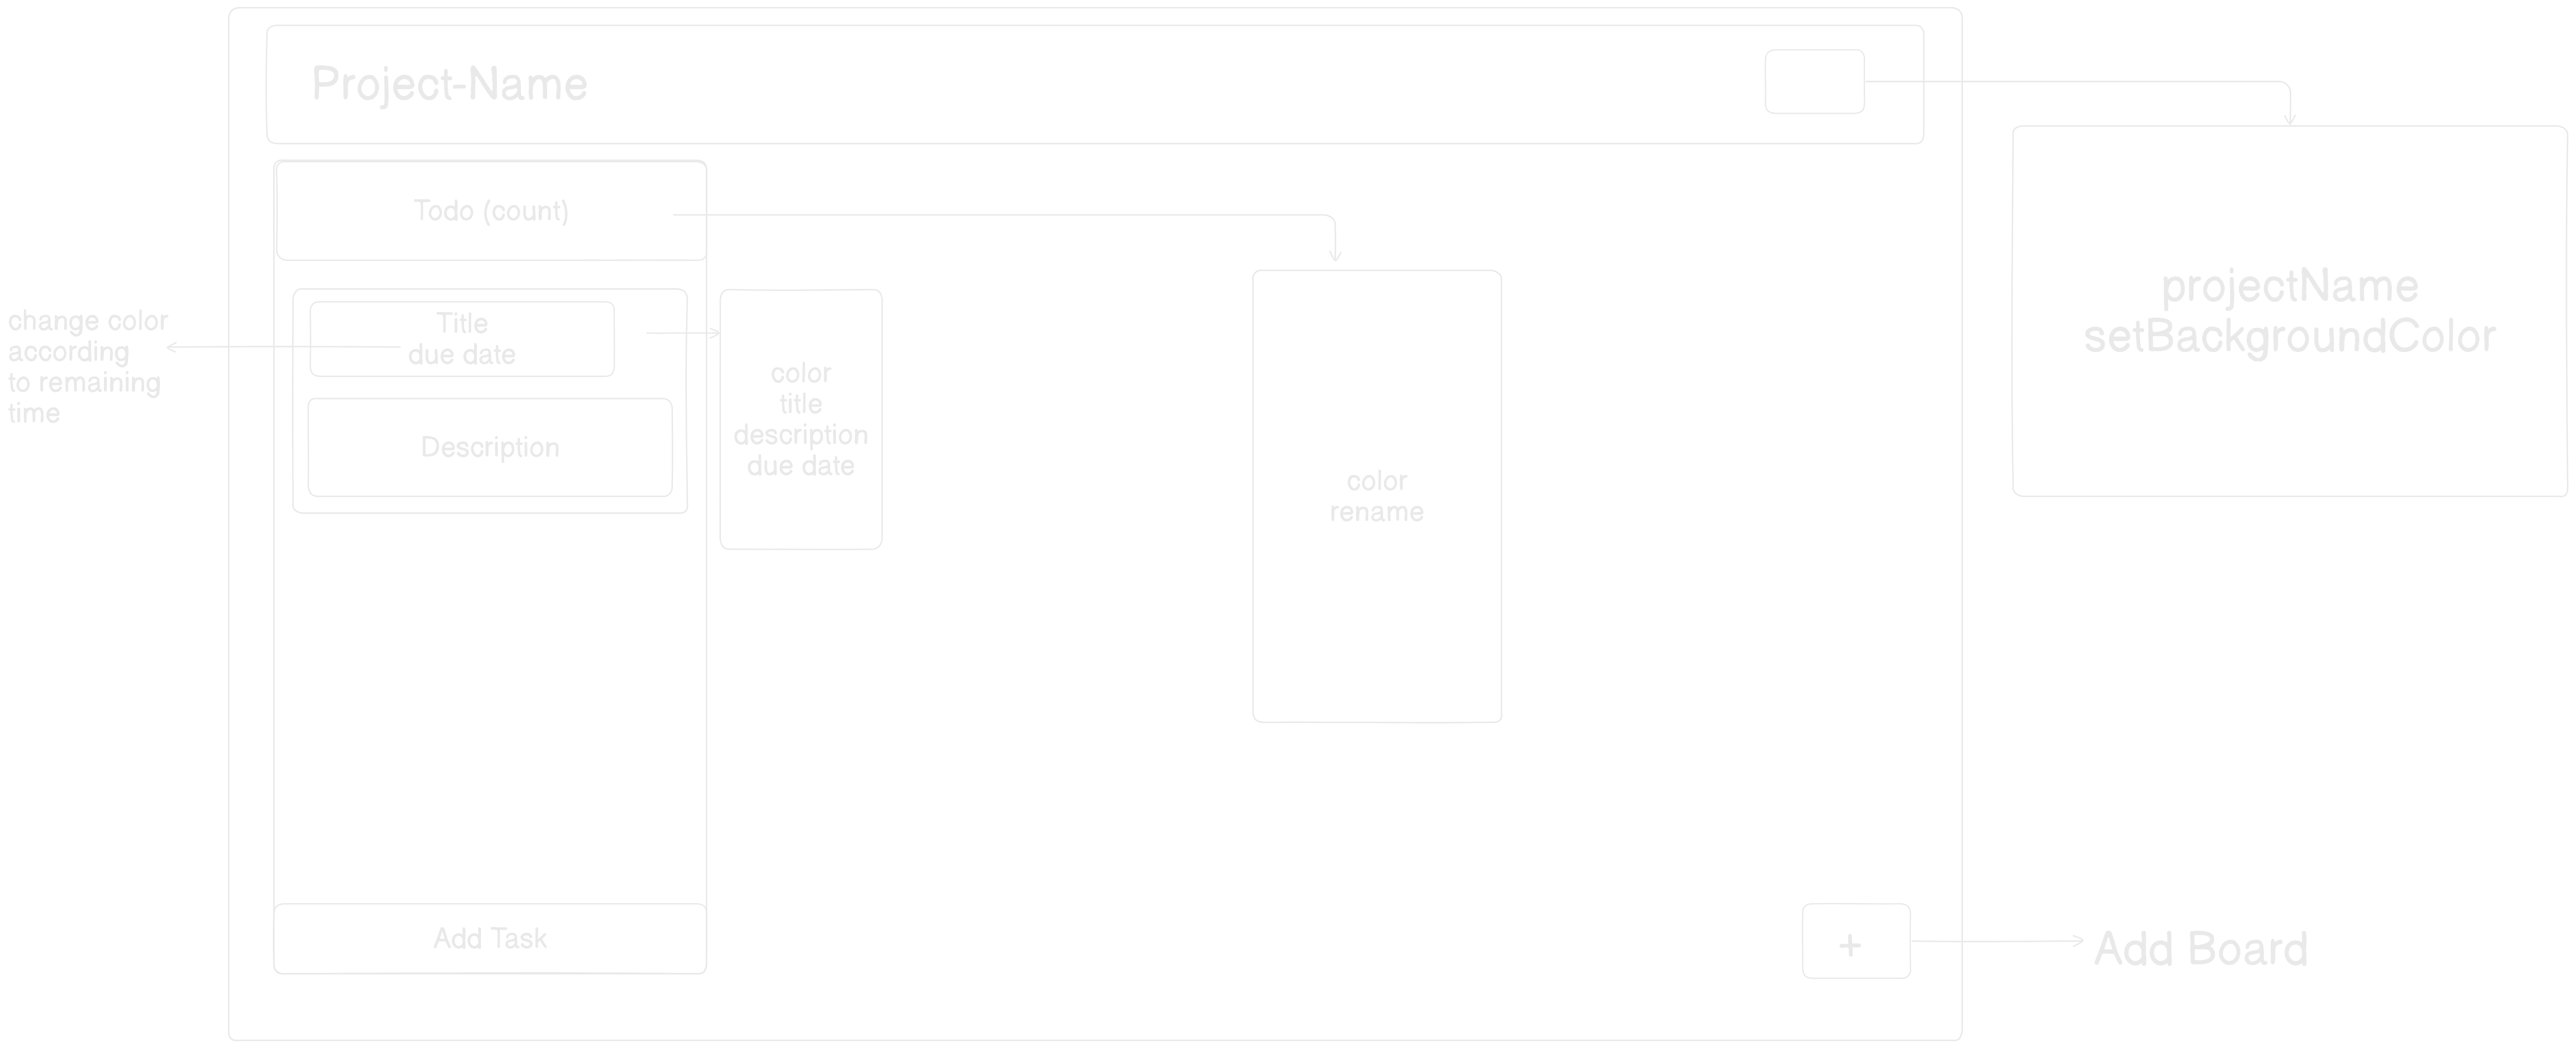 Project-Name
Todo (count)
change color
according
to remaining
time
Title
due date
Description
color
title
description
due date
color
rename
projectName
setBackgroundColor
Add Task
+
Add Board